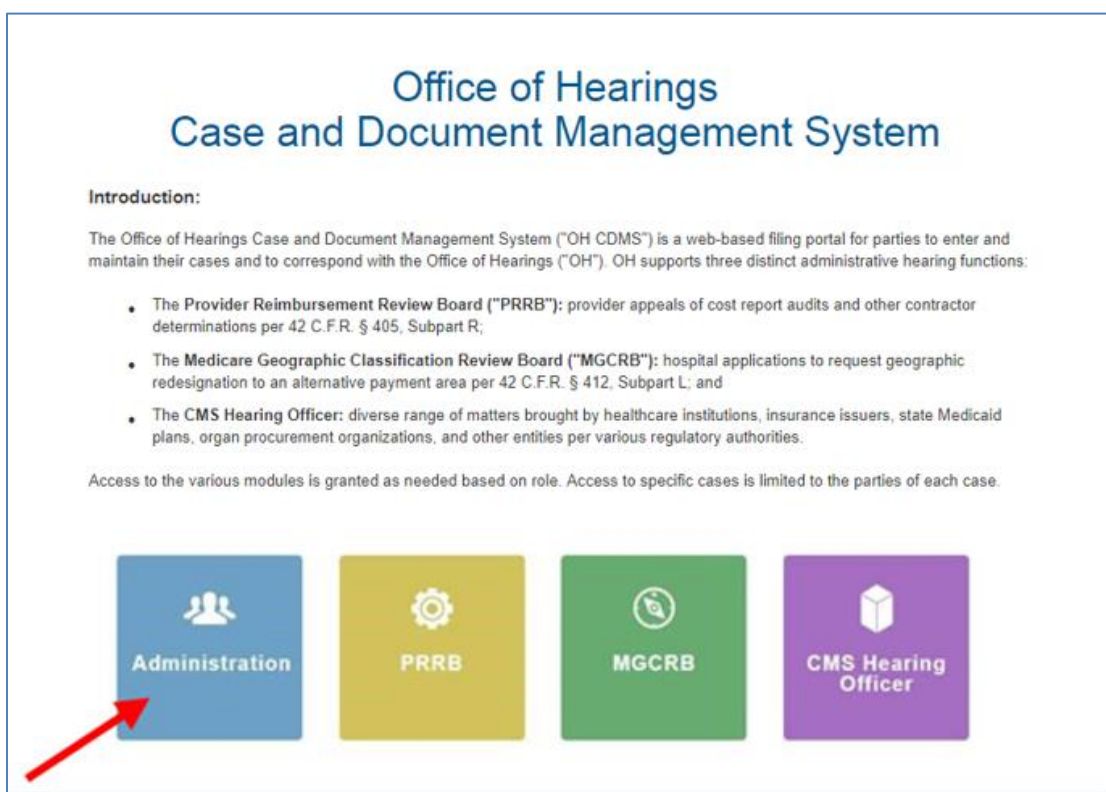 Office of Hearings
Case and Document Management System
Introduction:
The Office of Hearings Case and Document Management System ("OH CDMS") is a web-based filing portal for parties to enter and
maintain their cases and to correspond with the Office of Hearings ("OH"). OH supports three distinct administrative hearing functions:
• The Provider Reimbursement Review Board ("PRRB"): provider appeals of cost report audits and other contractor
determinations per 42 C.F.R. § 405, Subpart R;
• The Medicare Geographic Classification Review Board ("MGCRB"): hospital applications to request geographic
redesignation to an alternative payment area per 42 C.F.R. § 412, Subpart L; and
• The CMS Hearing Officer: diverse range of matters brought by healthcare institutions, insurance issuers, state Medicaid
plans, organ procurement organizations, and other entities per various regulatory authorities.
Access to the various modules is granted as needed based on role. Access to specific cases is limited to the parties of each case.
Administration
PRRB
MGCRB
CMS Hearing
Officer